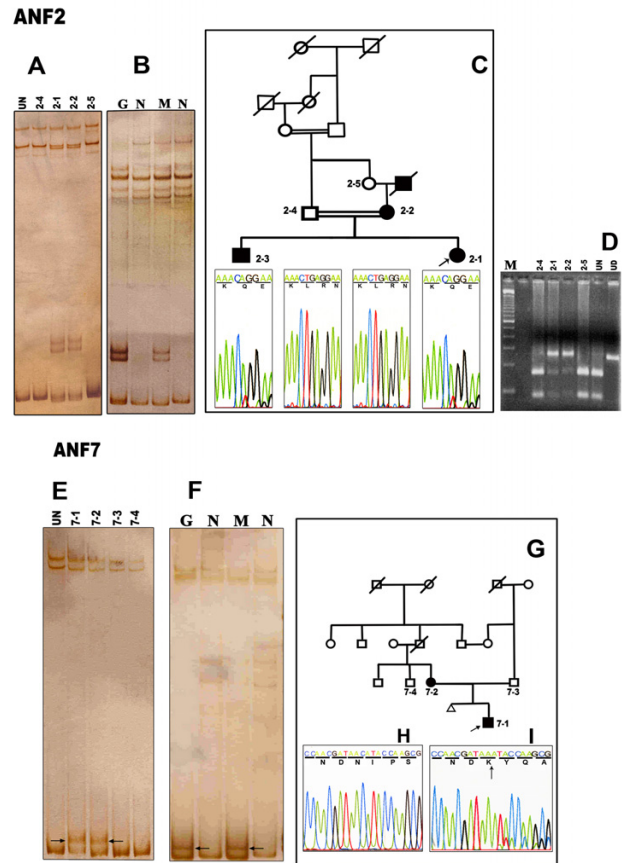 ANF2
A
UN 2-4 2-1 2-2 2-5
B
G N M N
C
2-5
2-4
2-2
2-3
2-1
AAACAGGAA
K Q E
AAACTGAGGAA
K L R N
AAACTGAGGAA
K L R N
AAACAGGAA
K Q E
D
M 2-4 2-1 2-2 2-5 UN UD
ANF7
E
UN 7-1 7-2 7-3 7-4
F
G N M N
G
7-4
7-2
7-3
7-1
H
CCAACGATAACATACCAAGCG
N D N I P S
I
CCAACGATAAATACCAAGCG
N D K Y Q A